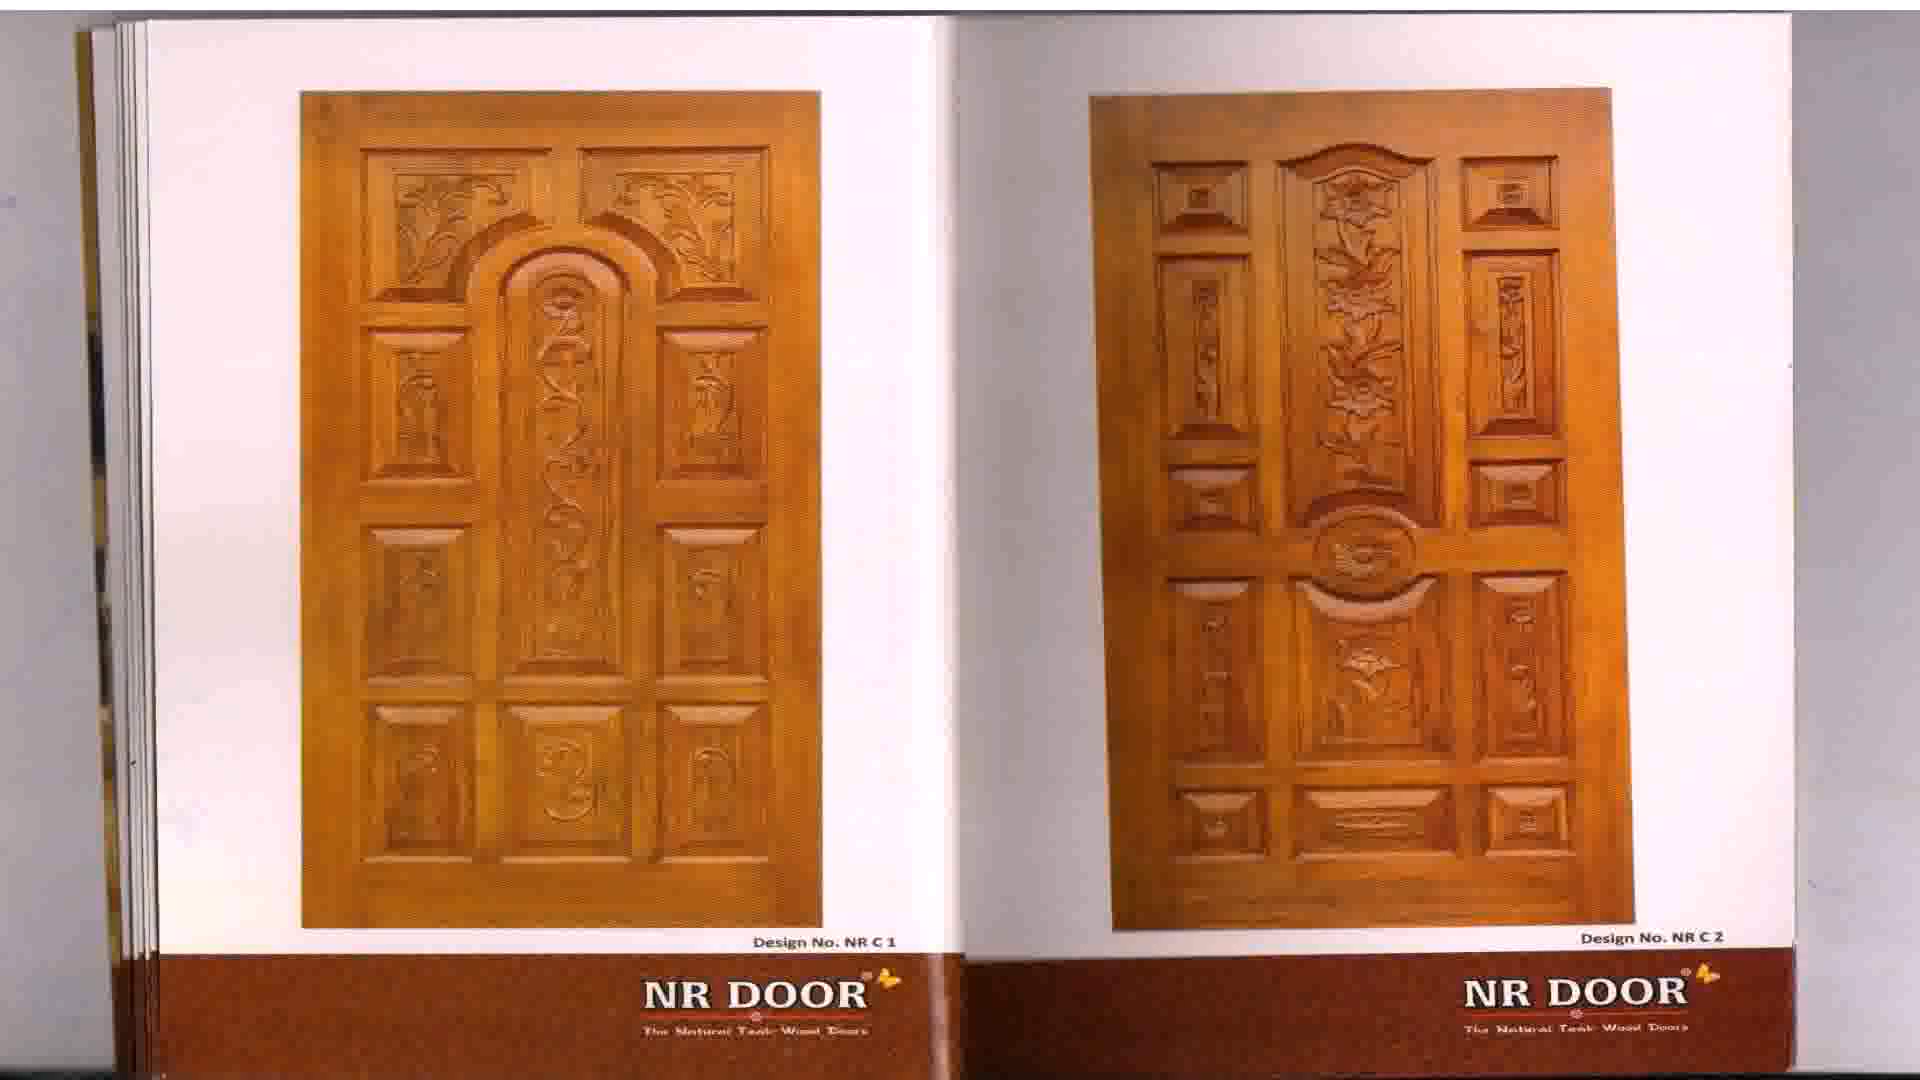 Design No. NR C 1
NR DOOR®
The Natural Teak Wood Doors
Design No. NR C 2
NR DOOR®
The Natural Teak Wood Doors